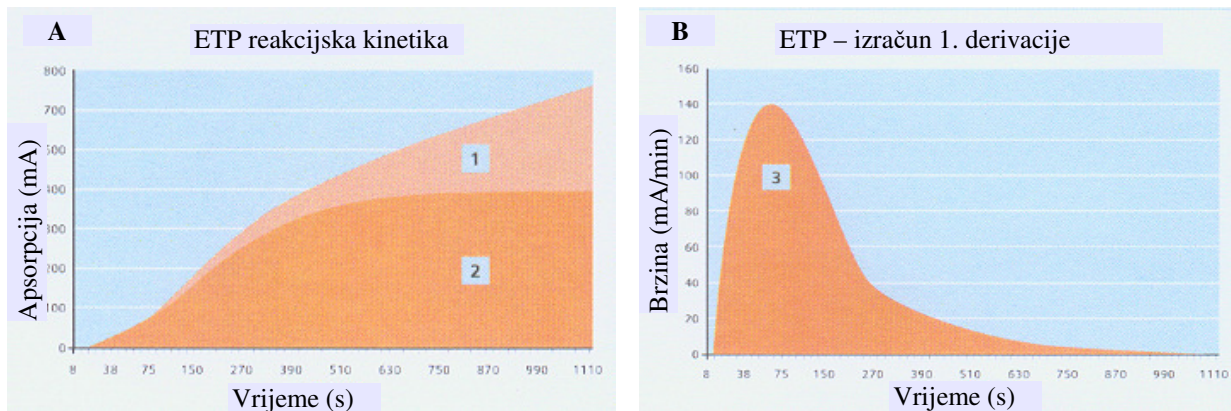 A
ETP reakcijska kinetika
800
700
500
400
300
200
100
0
Apsorpcija (mA)
1
2
8 38 75 150 270 390 510 630 750 870 990 1110
Vrijeme (s)
B
ETP – izračun 1. derivacije
160
140
120
100
80
60
40
20
0
Brzina (mA/min)
3
8 38 75 150 270 390 510 630 750 870 990 1110
Vrijeme (s)